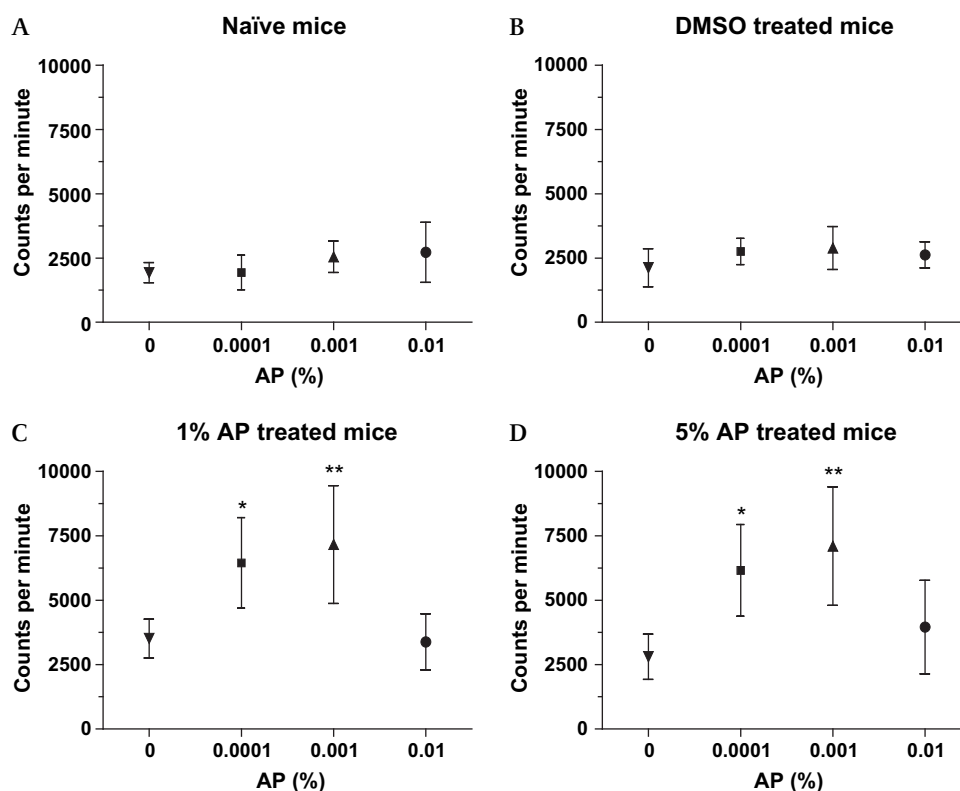 A
Naïve mice
Counts per minute
10000
7500
5000
2500
0
0 0.0001 0.001 0.01
AP (%)
B
DMSO treated mice
Counts per minute
10000
7500
5000
2500
0
0 0.0001 0.001 0.01
AP (%)
C
1% AP treated mice
Counts per minute
10000
7500
5000
2500
0
*
**
0 0.0001 0.001 0.01
AP (%)
D
5% AP treated mice
Counts per minute
10000
7500
5000
2500
0
*
**
0 0.0001 0.001 0.01
AP (%)